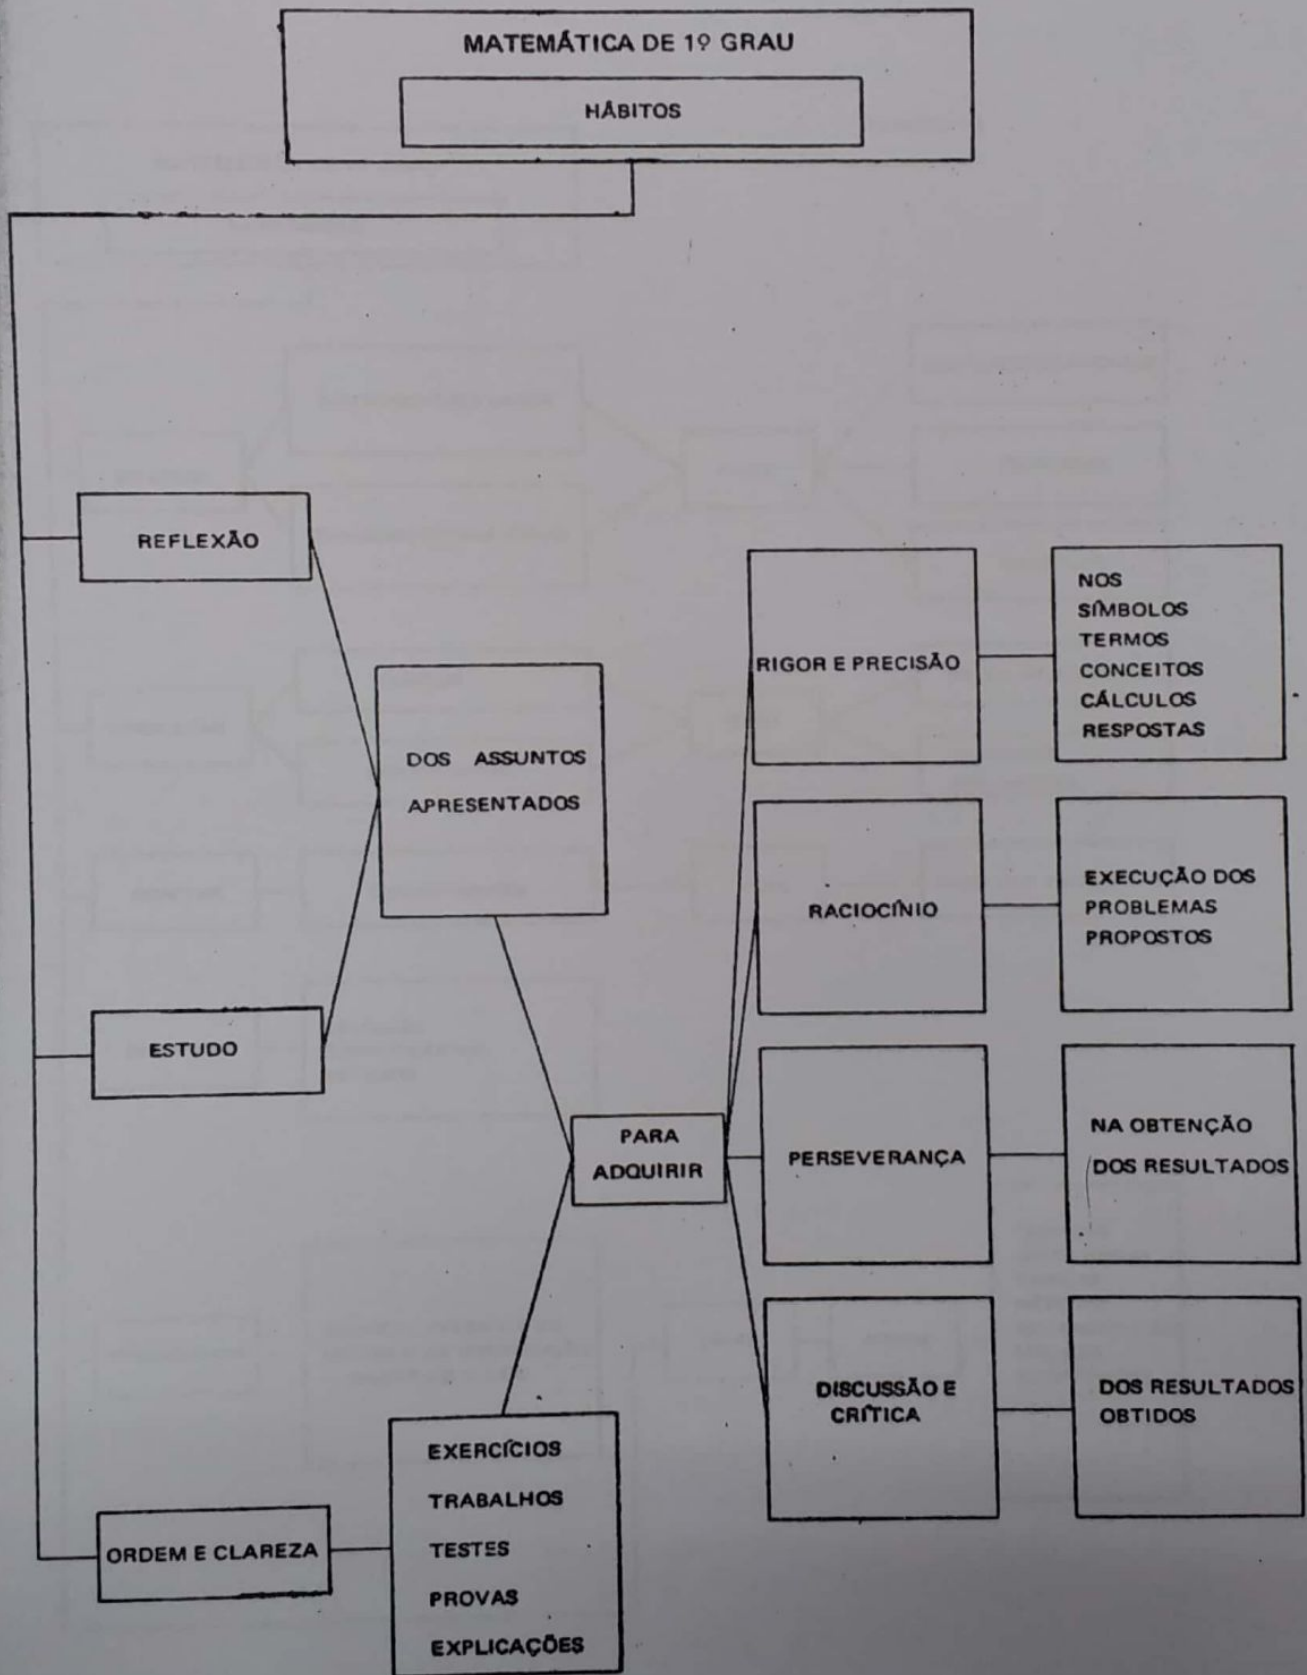 MATEMÁTICA DE 1º GRAU
HÁBITOS
REFLEXÃO
ESTUDO
ORDEM E CLAREZA
DOS ASSUNTOS
APRESENTADOS
EXERCÍCIOS
TRABALHOS
TESTES
PROVAS
EXPLICAÇÕES
PARA
ADQUIRIR
RIGOR E PRECISÃO
NOS
SÍMBOLOS
TERMOS
CONCEITOS
CÁLCULOS
RESPOSTAS
RACIOCÍNIO
EXECUÇÃO DOS
PROBLEMAS
PROPOSTOS
PERSEVERANÇA
NA OBTENÇÃO
DOS RESULTADOS
DISCUSSÃO E
CRÍTICA
DOS RESULTADOS
OBTIDOS